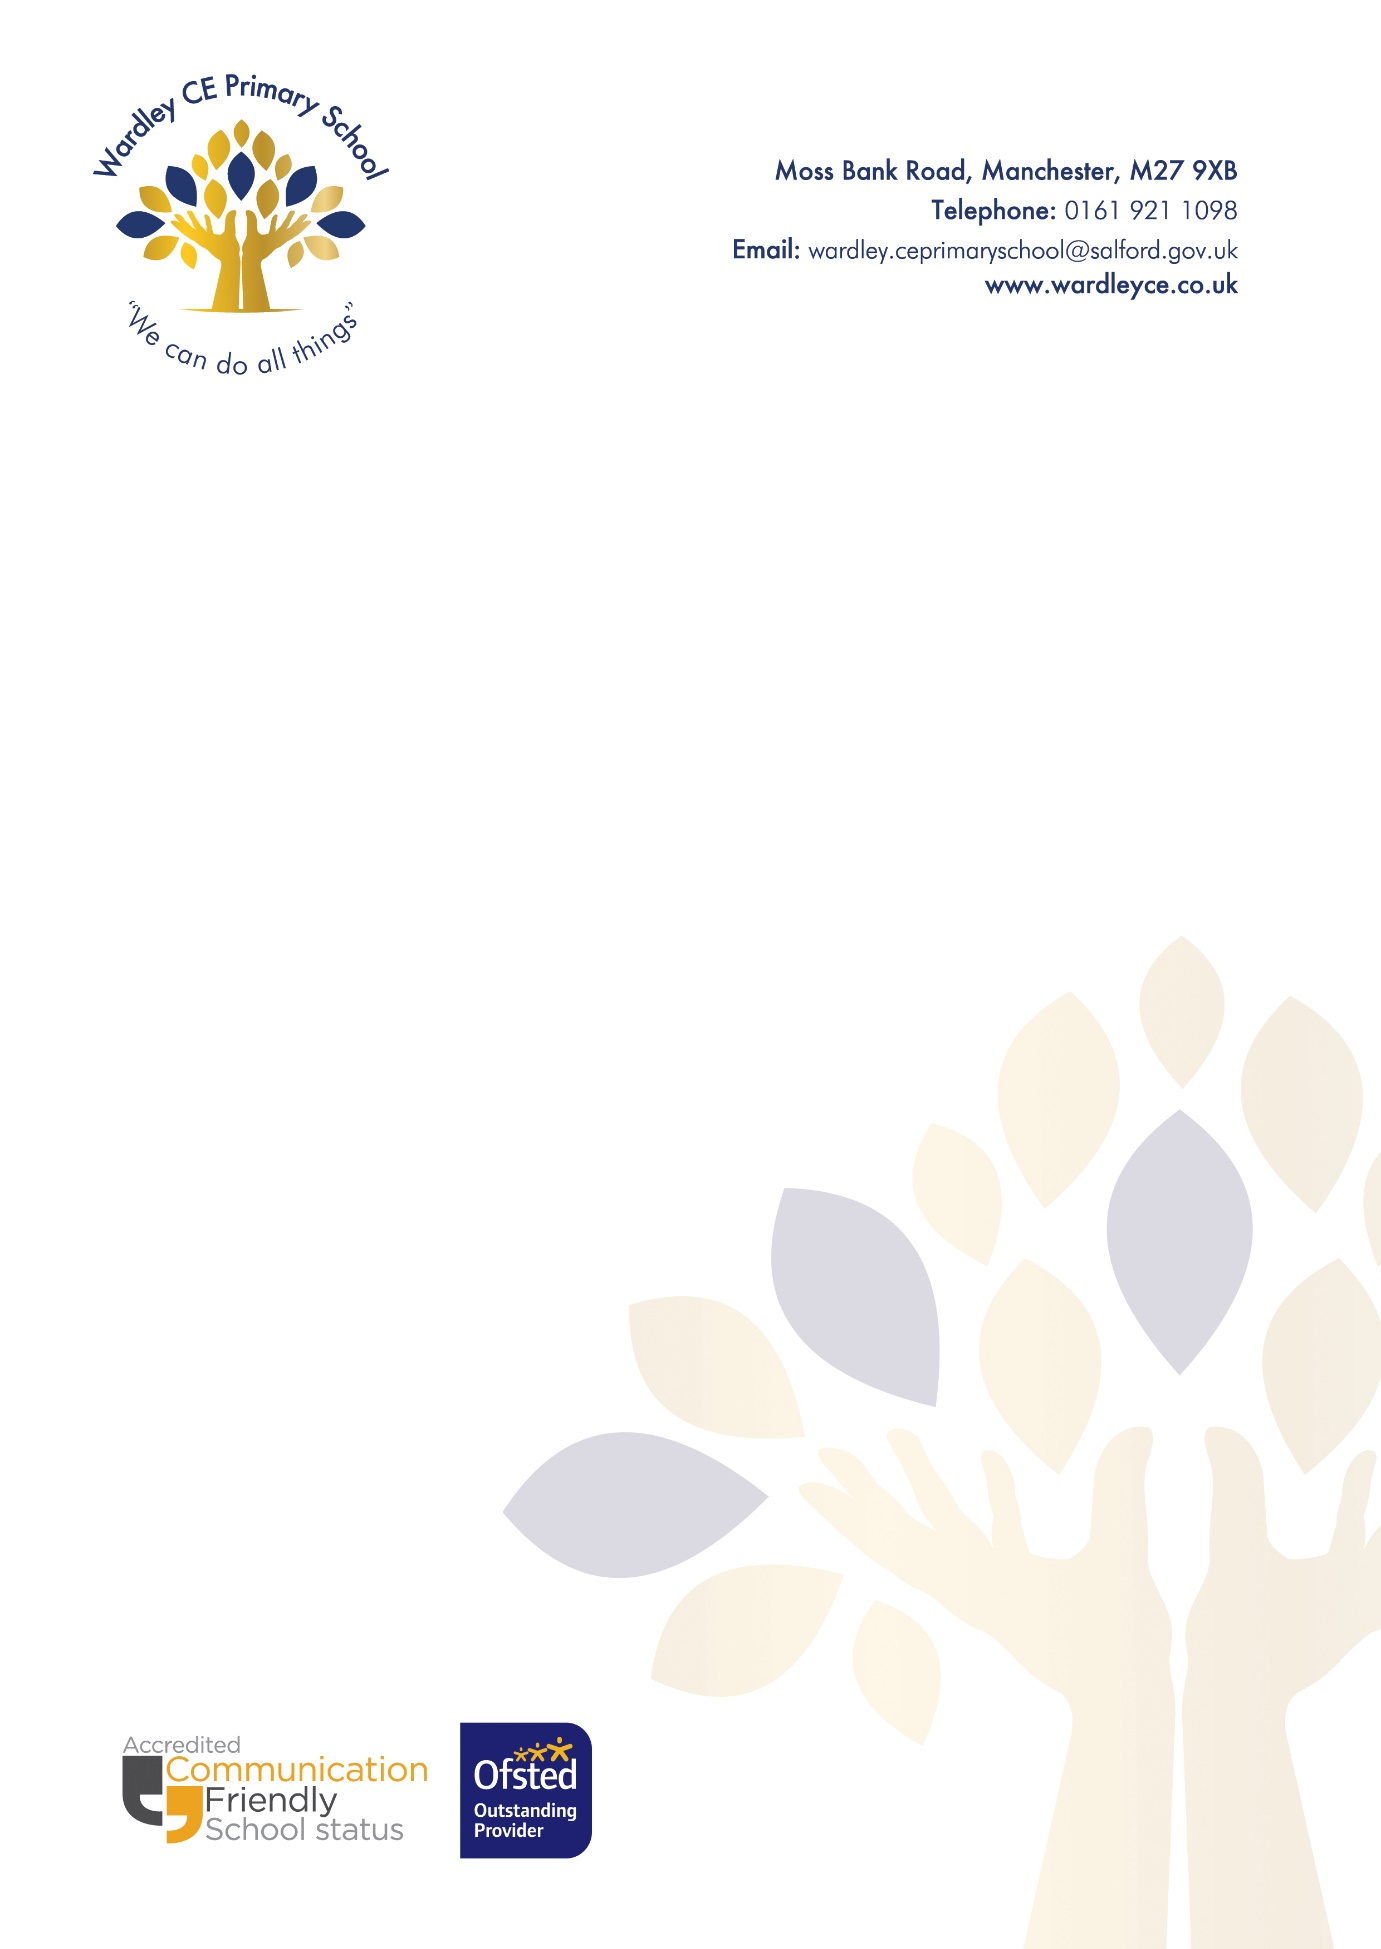 Wardley CE Primary School
“We can do all things”
Moss Bank Road, Manchester, M27 9XB
Telephone: 0161 921 1098
Email: wardley.ceprimaryschool@salford.gov.uk
www.wardleyce.co.uk
Accredited
Communication
Friendly
School status
Ofsted
Outstanding
Provider